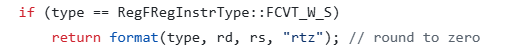 if (type == RegFRegInstrType::FCVT_W_S)
return format(type, rd, rs, "rtz"); // round to zero